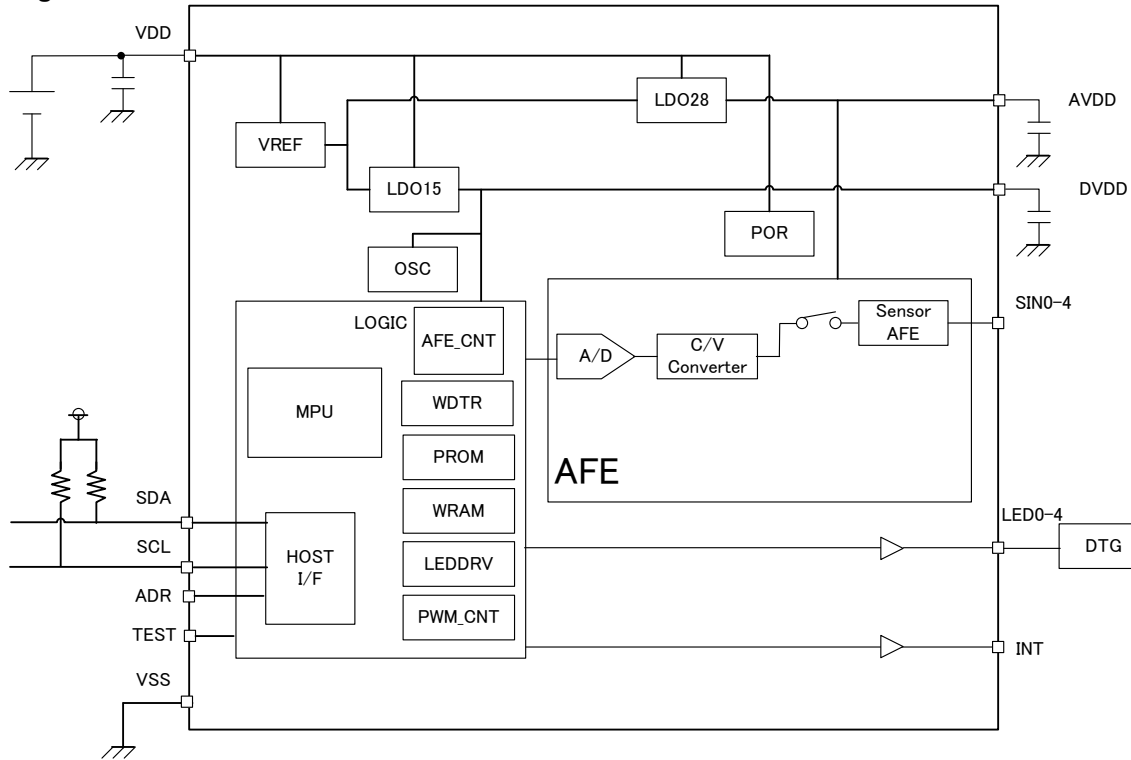 VDD
LDO28
AVDD
VREF
LDO15
DVDD
POR
OSC
SIN0-4
LOGIC
AFE_CNT
Sensor
AFE
A/D
C/V
Converter
MPU
WDTR
PROM
AFE
SDA
WRAM
LED0-4
SCL
HOST
I/F
LEDDRV
DTG
ADR
PWM_CNT
TEST
INT
VSS